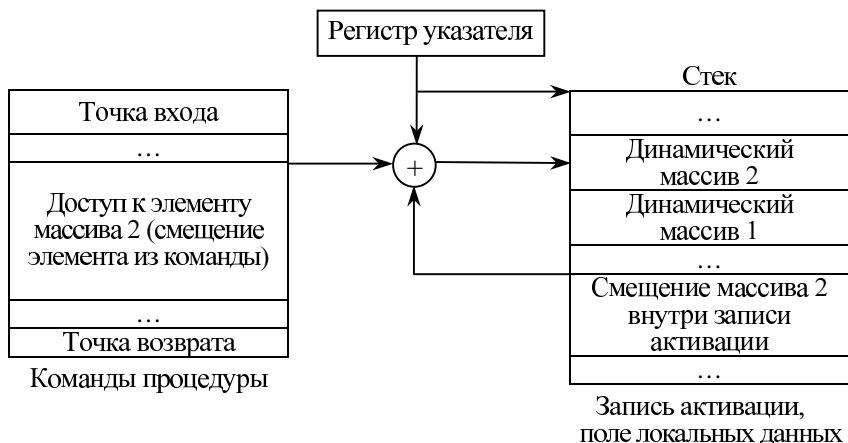 Регистр указателя
Точка входа
...
Доступ к элементу
массива 2 (смещение
элемента из команды)
...
Точка возврата
Команды процедуры
+
Стек
...
Динамический
массив 2
Динамический
массив 1
...
Смещение массива 2
внутри записи
активации
...
Запись активации,
поле локальных данных